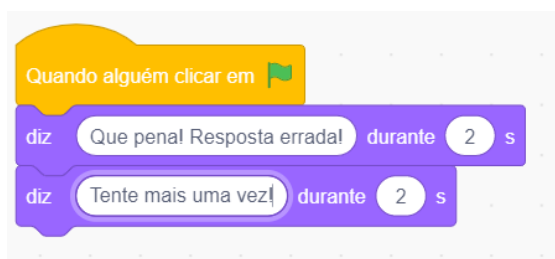 Quando alguém clicar em
diz Que pena! Resposta errada! durante 2 s
diz Tente mais uma vez! durante 2 s